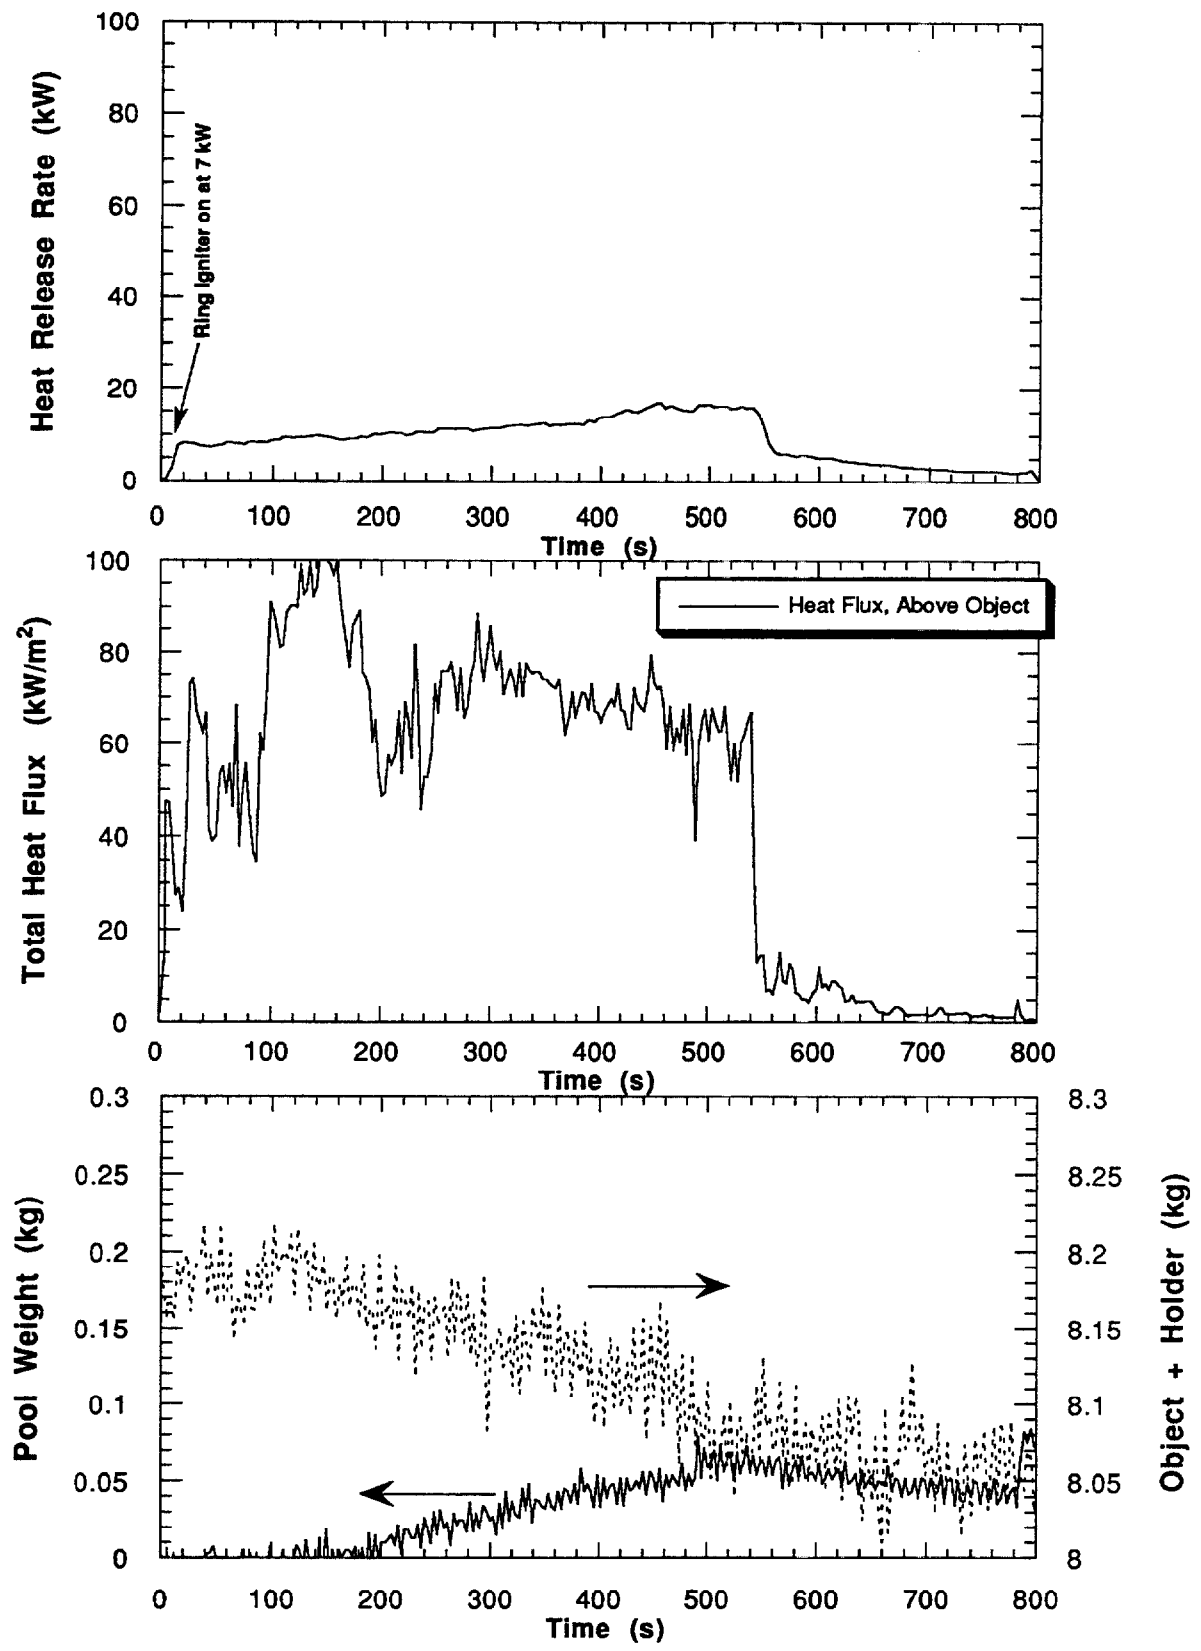 100
80
60
40
20
0
Heat Release Rate (kW)
Ring Igniter on at 7 kW
0 100 200 300 400 500 600 700 800
Time (s)
100
80
60
40
20
0
Total Heat Flux (kW/m²)
Heat Flux, Above Object
0 100 200 300 400 500 600 700 800
Time (s)
0.3
0.25
0.2
0.15
0.1
0.05
0
Pool Weight (kg)
8.3
8.25
8.2
8.15
8.1
8.05
8
Object + Holder (kg)
0 100 200 300 400 500 600 700 800
Time (s)